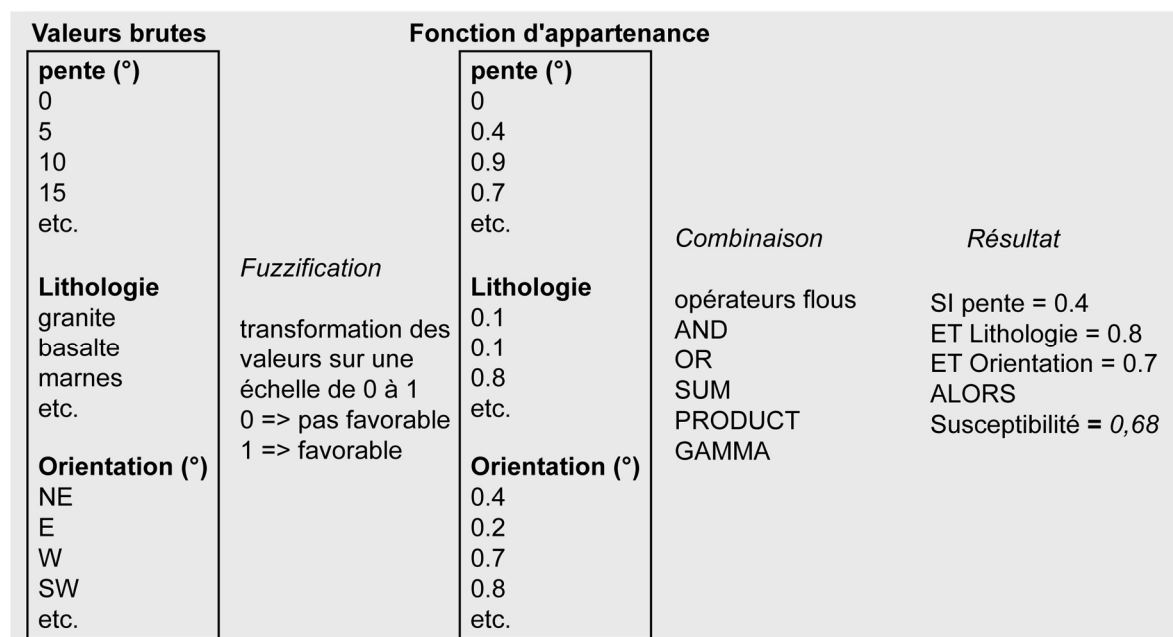 Valeurs brutes
pente (°)
0
5
10
15
etc.
Lithologie
granite
basalte
marnes
etc.
Orientation (°)
NE
E
W
SW
etc.
Fuzzification
transformation des
valeurs sur une
échelle de 0 à 1
0 => pas favorable
1 => favorable
Fonction d'appartenance
pente (°)
0
0.4
0.9
0.7
etc.
Lithologie
0.1
0.1
0.8
etc.
Orientation (°)
0.4
0.2
0.7
0.8
etc.
Combinaison
opérateurs flous
AND
OR
SUM
PRODUCT
GAMMA
Résultat
SI pente = 0.4
ET Lithologie = 0.8
ET Orientation = 0.7
ALORS
Susceptibilité = 0,68